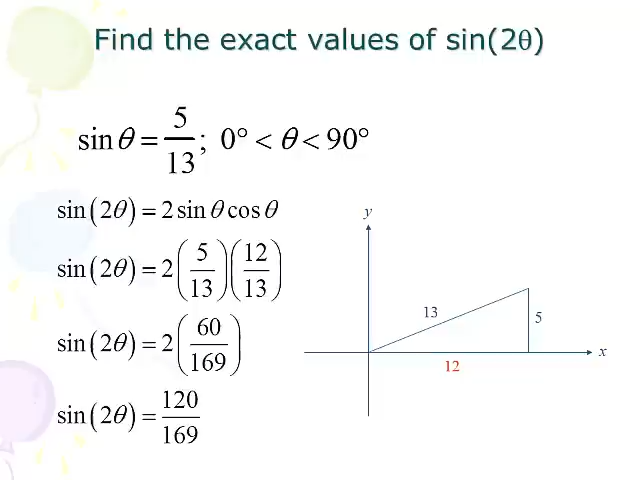 Find the exact values of sin(2θ)
sin θ = 5/13; 0° < θ < 90°
sin(2θ) = 2 sin θ cos θ
sin(2θ) = 2(5/13)(12/13)
sin(2θ) = 2(60/169)
sin(2θ) = 120/169
y
13
5
x
12